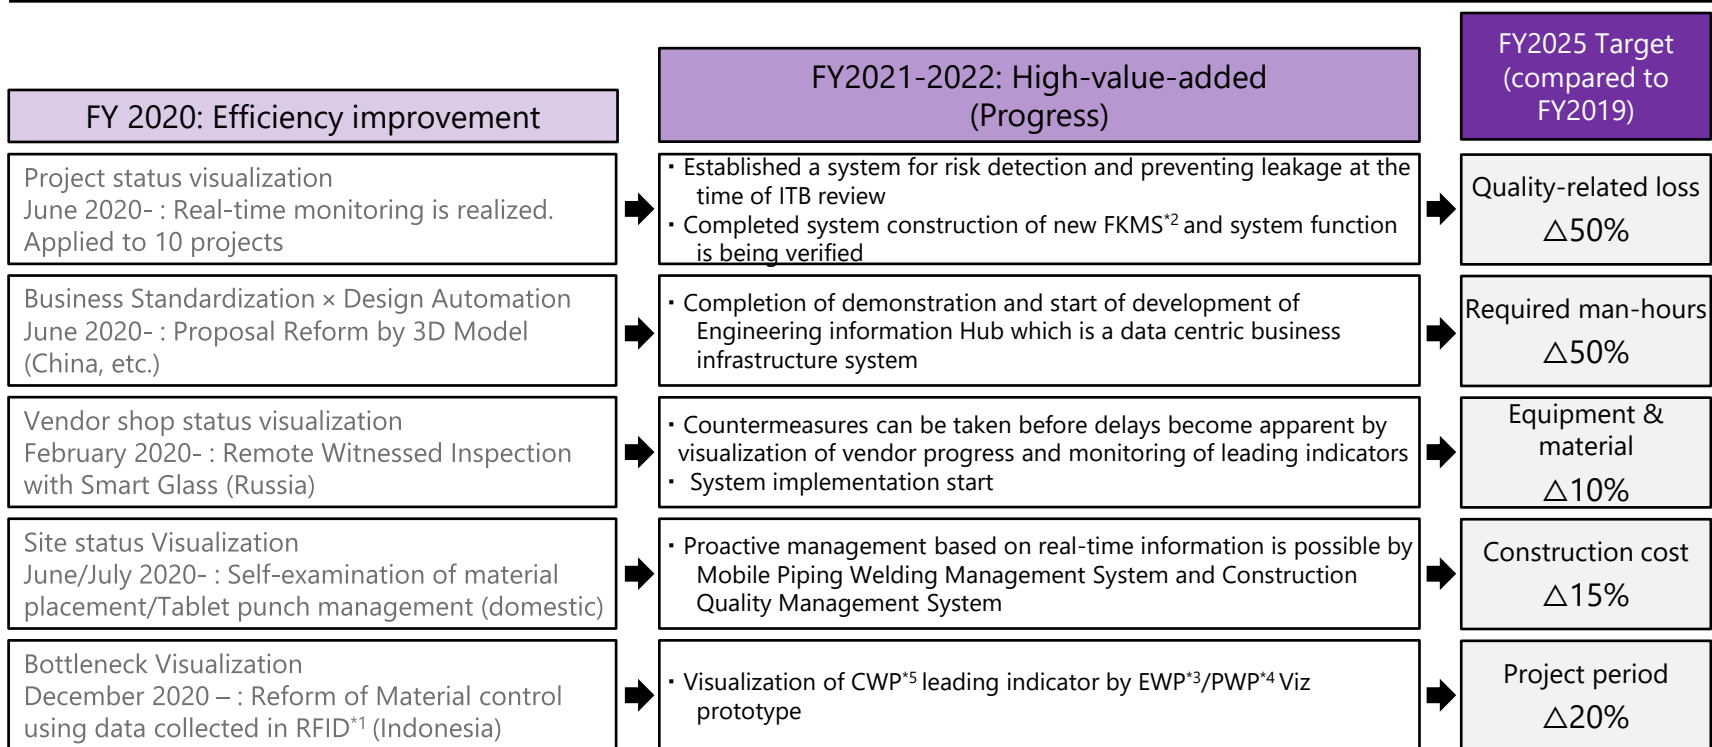 FY 2020: Efficiency improvement
FY2021-2022: High-value-added
(Progress)
FY2025 Target
(compared to
FY2019)
Project status visualization
June 2020- : Real-time monitoring is realized.
Applied to 10 projects
・Established a system for risk detection and preventing leakage at the
time of ITB review
・Completed system construction of new FKMS*2 and system function
is being verified
Quality-related loss
△50%
Business Standardization × Design Automation
June 2020- : Proposal Reform by 3D Model
(China, etc.)
・Completion of demonstration and start of development of
Engineering information Hub which is a data centric business
infrastructure system
Required man-hours
△50%
Vendor shop status visualization
February 2020- : Remote Witnessed Inspection
with Smart Glass (Russia)
・Countermeasures can be taken before delays become apparent by
visualization of vendor progress and monitoring of leading indicators
・ System implementation start
Equipment &
material
△10%
Site status Visualization
June/July 2020- : Self-examination of material
placement/Tablet punch management (domestic)
・Proactive management based on real-time information is possible by
Mobile Piping Welding Management System and Construction
Quality Management System
Construction cost
△15%
Bottleneck Visualization
December 2020 – : Reform of Material control
using data collected in RFID*1 (Indonesia)
・Visualization of CWP*5 leading indicator by EWP*3/PWP*4 Viz
prototype
Project period
△20%